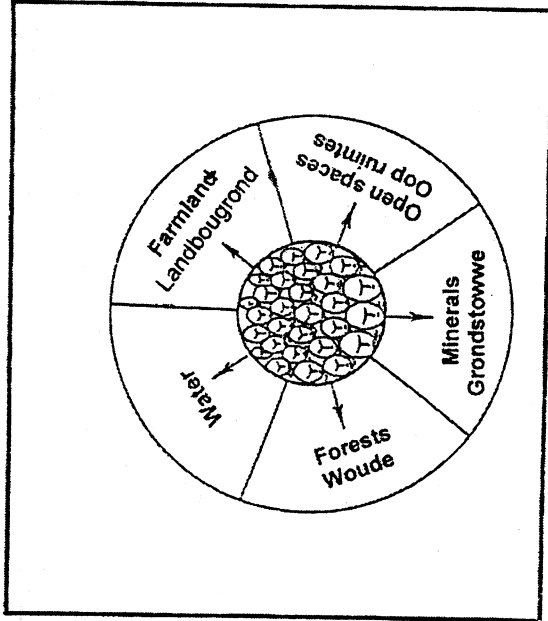 Farmland
Landbougrond
Open spaces
Oop ruimtes
Minerals
Grondstowwe
Forests
Woude
Water